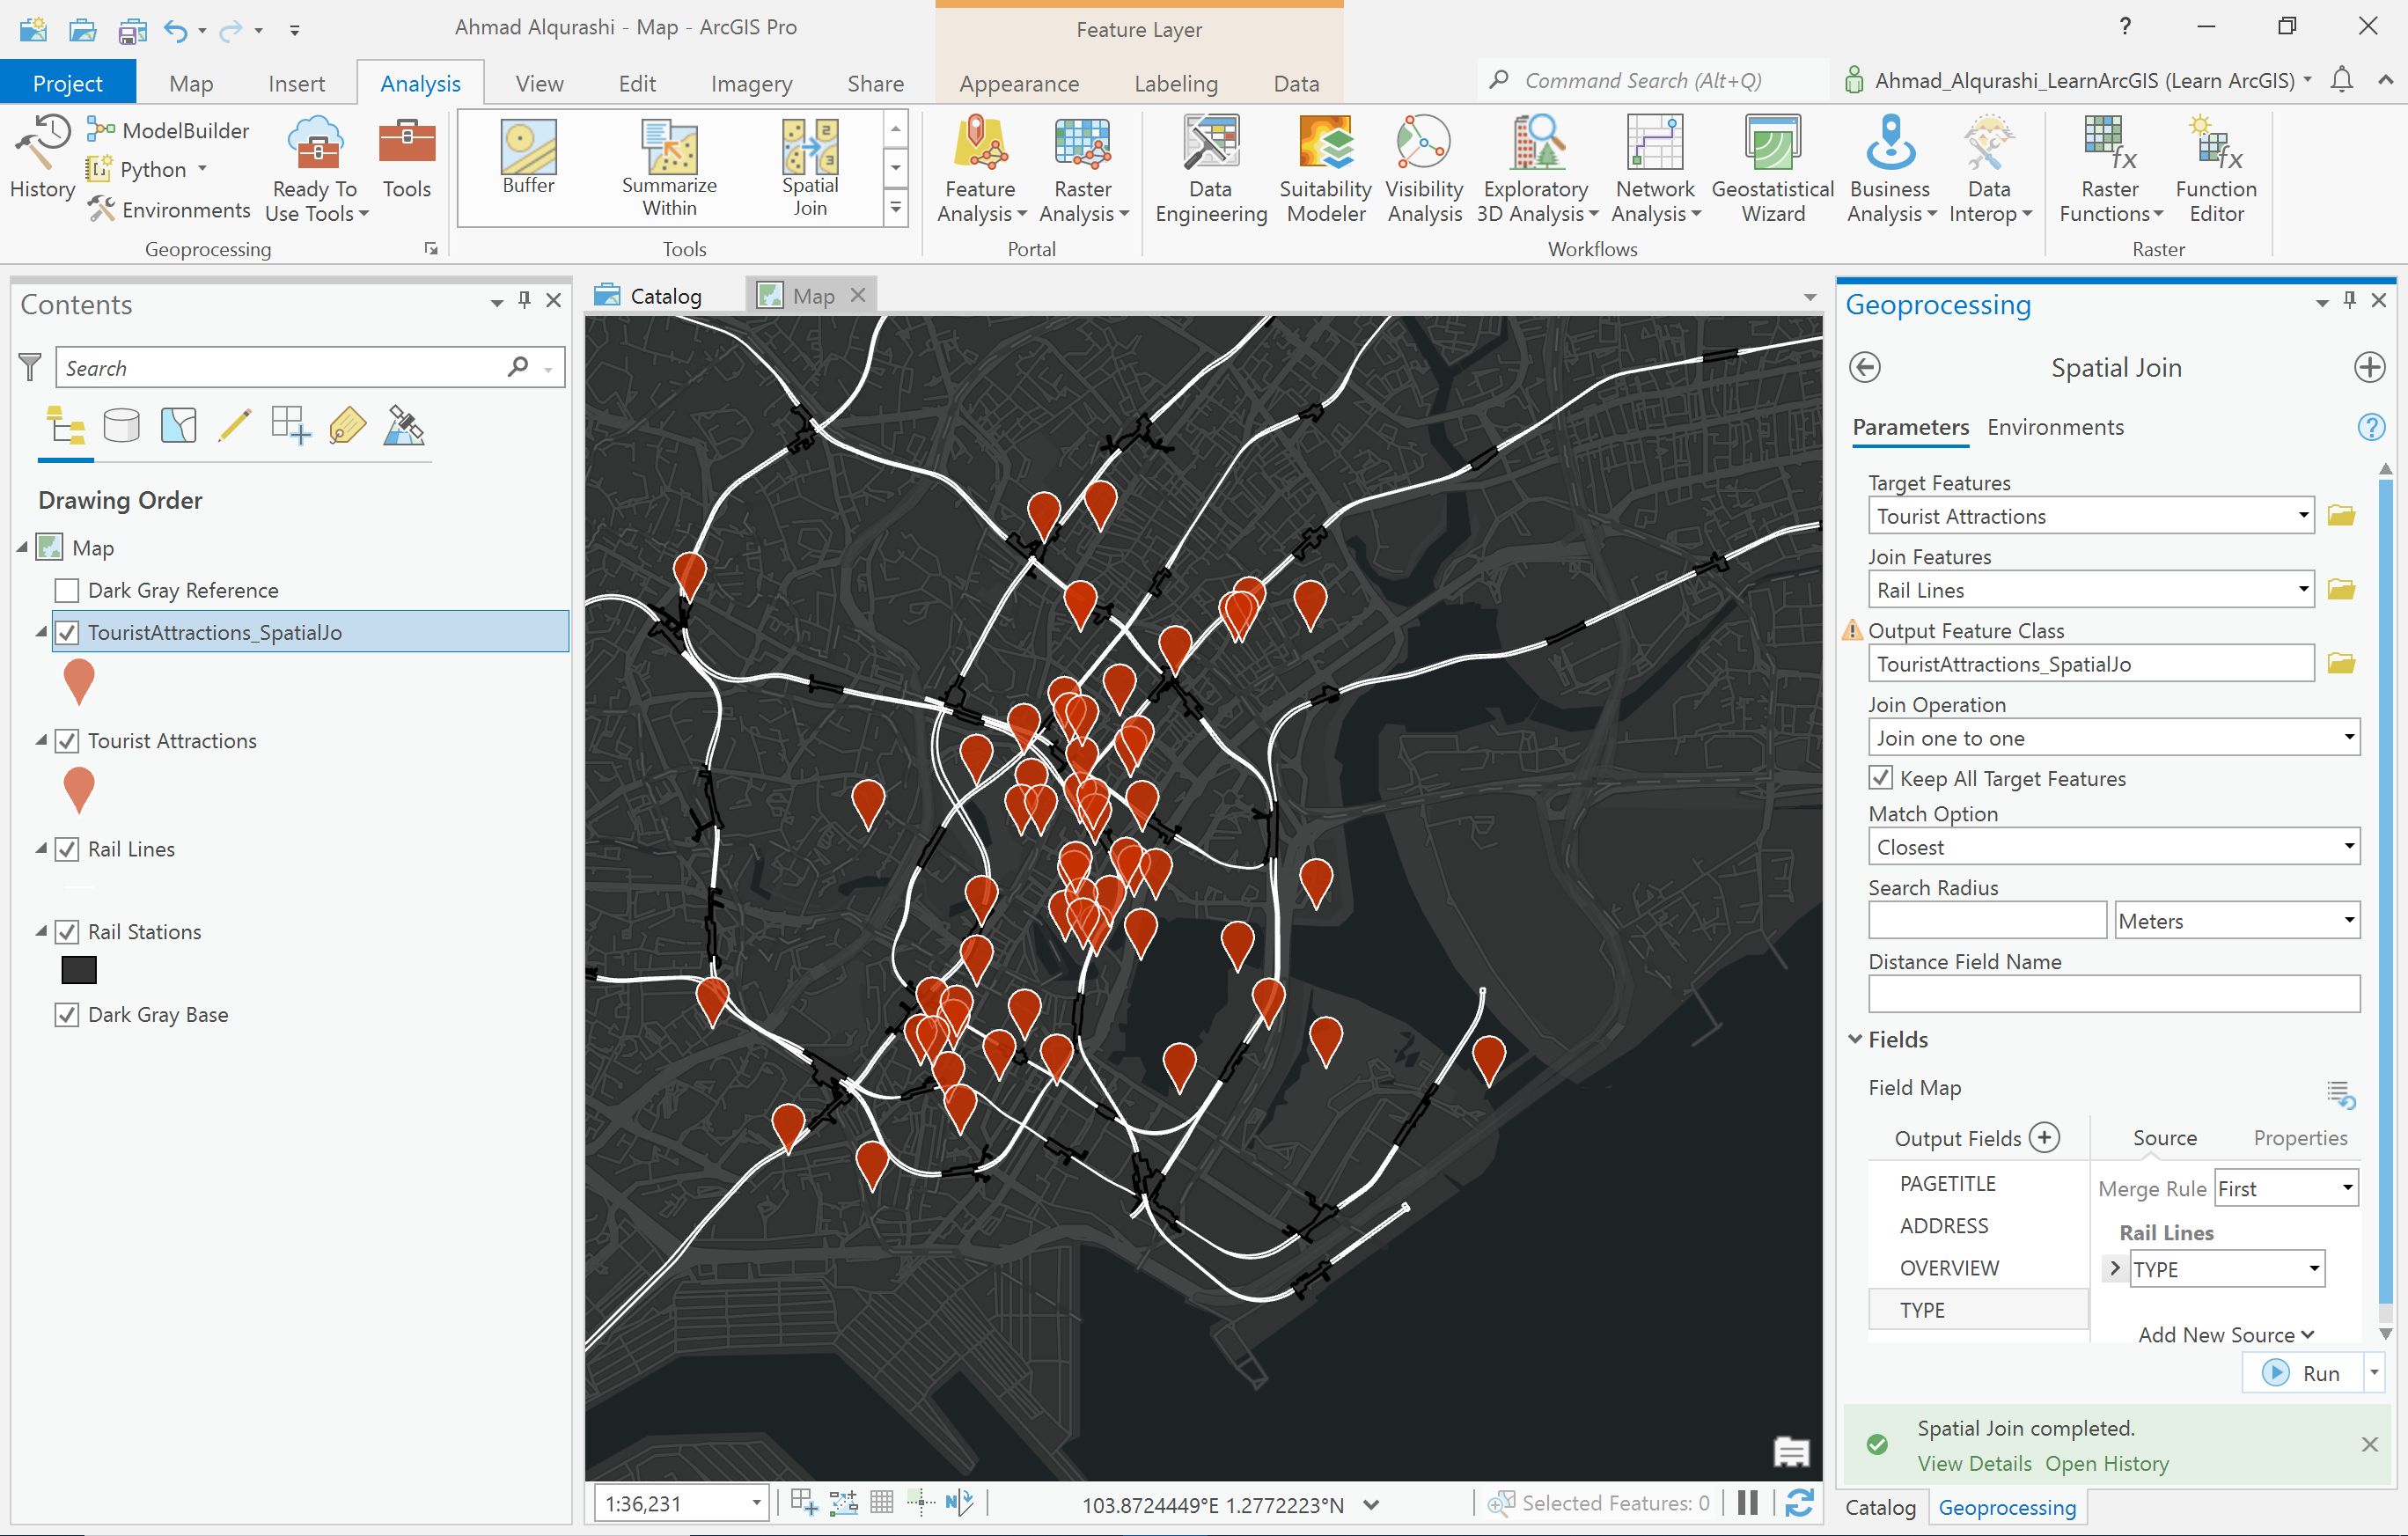 Ahmad Alqurashi - Map - ArcGIS Pro
Feature Layer
?
Project
Map
Insert
Analysis
View
Edit
Imagery
Share
Appearance
Labeling
Data
Command Search (Alt+Q)
Ahmad_Alqurashi_LearnArcGIS (Learn ArcGIS)
History
ModelBuilder
Python
Environments
Ready To
Use Tools
Tools
Geoprocessing
Buffer
Summarize
Within
Spatial
Join
Tools
Feature
Analysis
Raster
Analysis
Portal
Data
Engineering
Suitability
Modeler
Visibility
Analysis
Exploratory
3D Analysis
Network
Analysis
Geostatistical
Wizard
Business
Analysis
Data
Interop
Workflows
Raster
Functions
Function
Editor
Raster
Contents
Search
Drawing Order
Map
Dark Gray Reference
TouristAttractions_SpatialJo
Tourist Attractions
Rail Lines
Rail Stations
Dark Gray Base
Catalog
Map
1:36,231
103.8724449°E 1.2772223°N
Selected Features: 0
Geoprocessing
Spatial Join
Parameters
Environments
?
Target Features
Tourist Attractions
Join Features
Rail Lines
Output Feature Class
TouristAttractions_SpatialJo
Join Operation
Join one to one
Keep All Target Features
Match Option
Closest
Search Radius
Meters
Distance Field Name
Fields
Field Map
Output Fields
Source
Properties
PAGETITLE
ADDRESS
OVERVIEW
TYPE
Merge Rule
First
Rail Lines
TYPE
Add New Source
Run
Spatial Join completed.
View Details Open History
Catalog
Geoprocessing